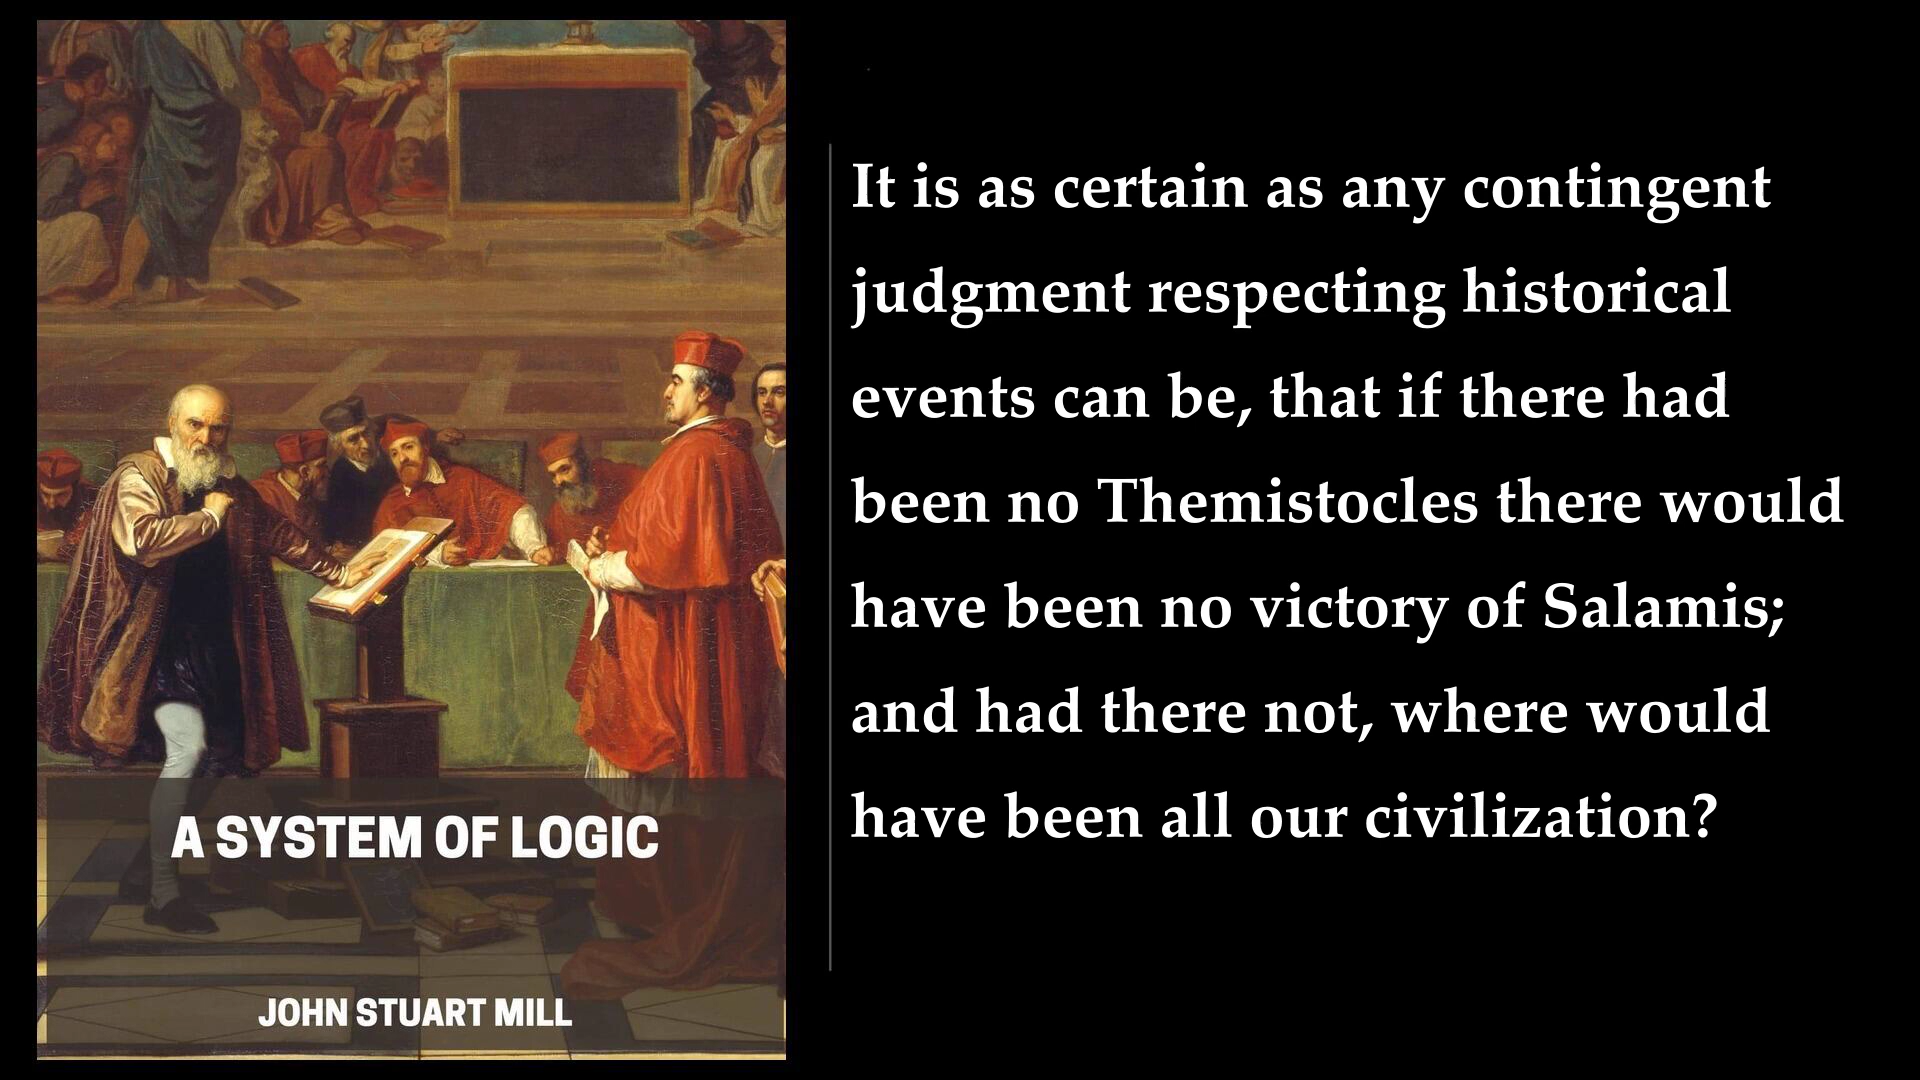 A SYSTEM OF LOGIC
JOHN STUART MILL
It is as certain as any contingent
judgment respecting historical
events can be, that if there had
been no Themistocles there would
have been no victory of Salamis;
and had there not, where would
have been all our civilization?